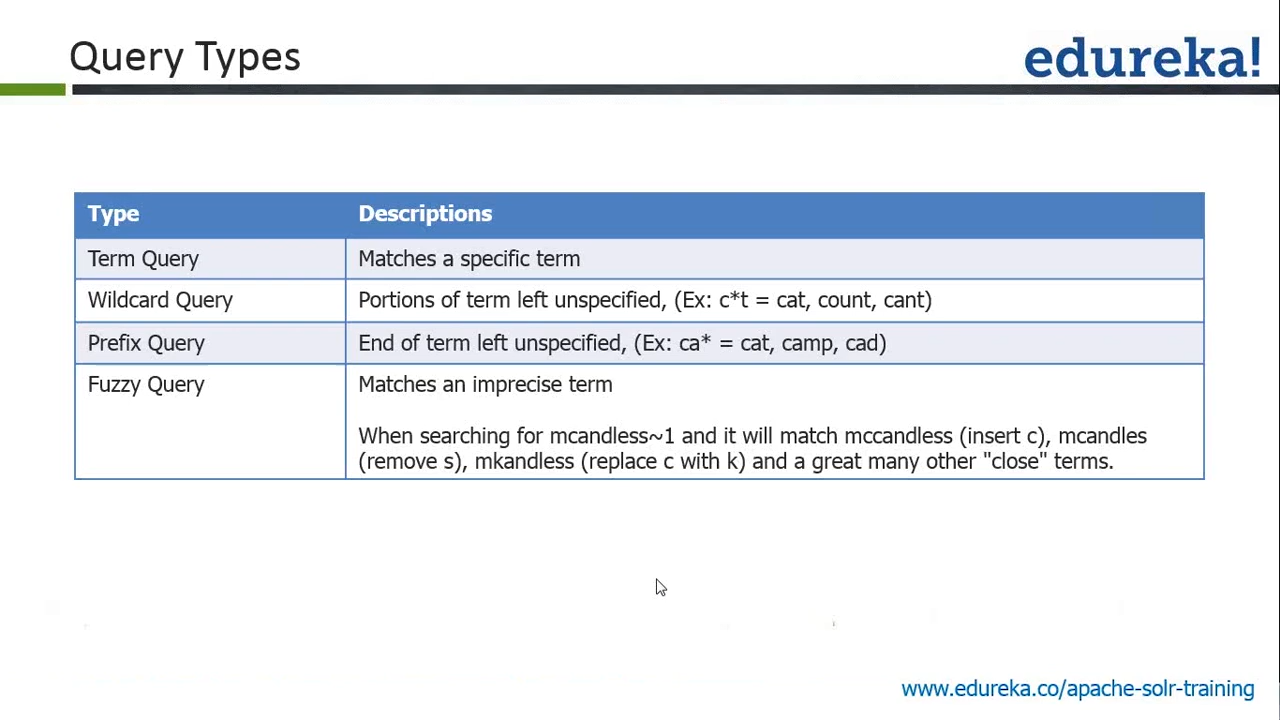 Query Types
edureka!
Type Descriptions
Term Query Matches a specific term
Wildcard Query Portions of term left unspecified, (Ex: c*t = cat, count, cant)
Prefix Query End of term left unspecified, (Ex: ca* = cat, camp, cad)
Fuzzy Query Matches an imprecise term
When searching for mcandless~1 and it will match mccandless (insert c), mcandles
(remove s), mkandless (replace c with k) and a great many other "close" terms.
www.edureka.co/apache-solr-training